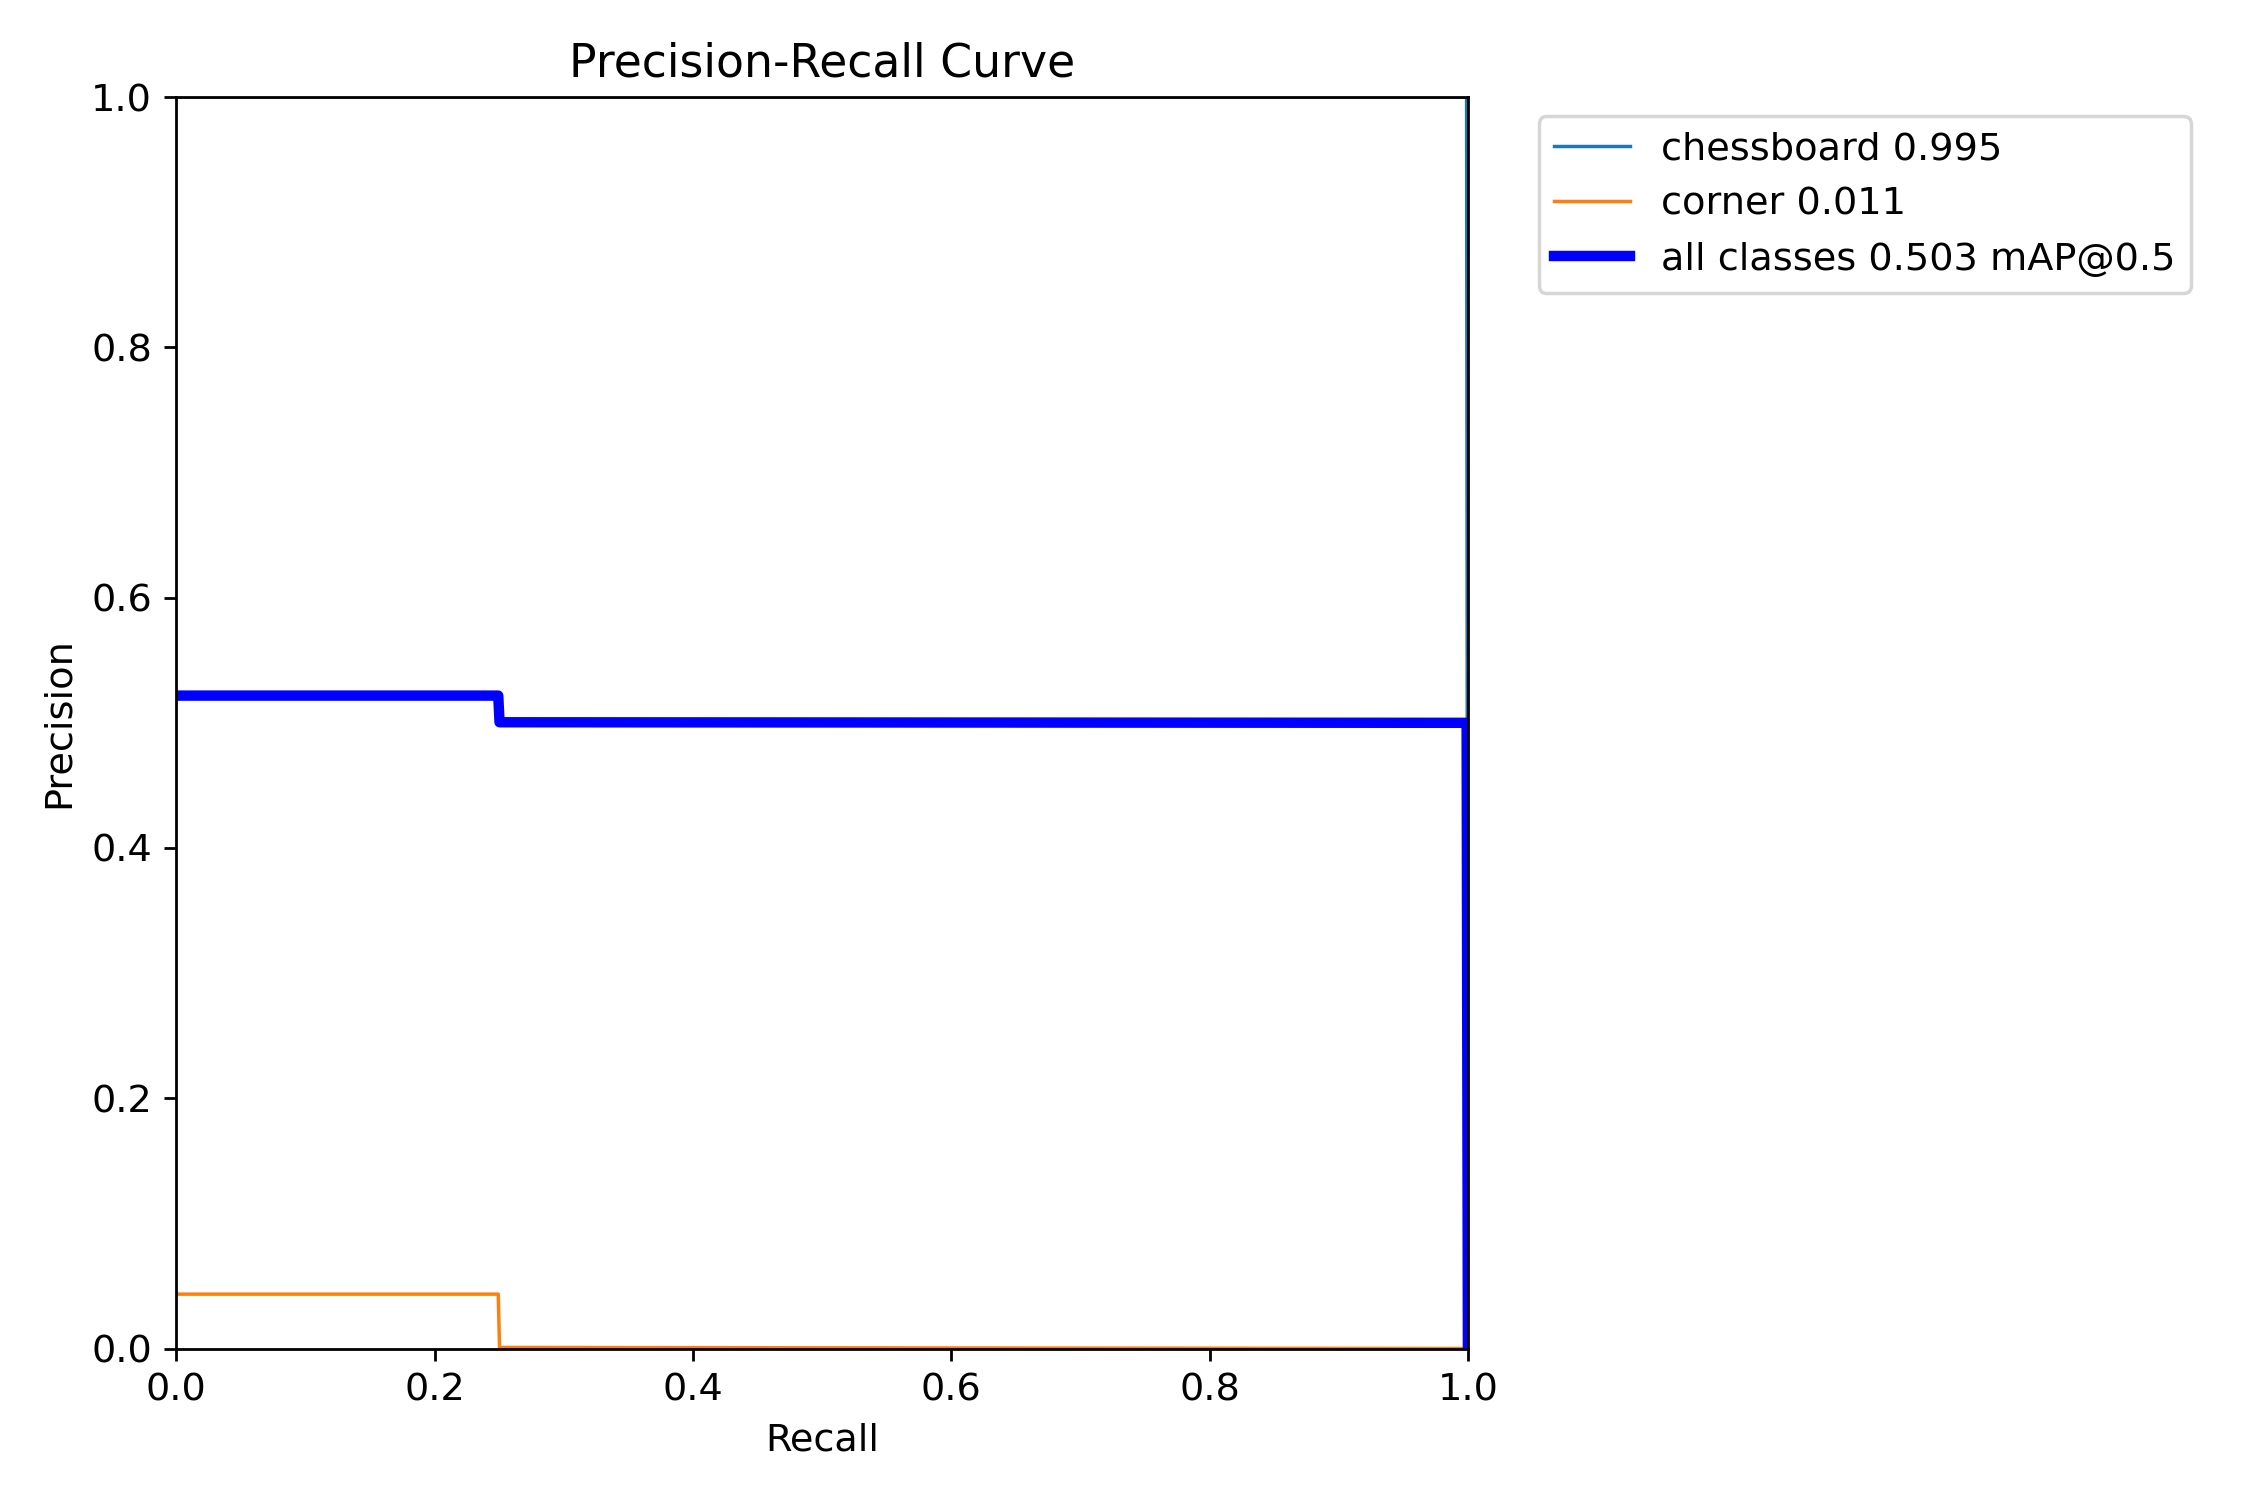 Precision-Recall Curve
1.0
0.8
0.6
0.4
0.2
0.0
Precision
0.0 0.2 0.4 0.6 0.8 1.0
Recall
chessboard 0.995
corner 0.011
all classes 0.503 mAP@0.5